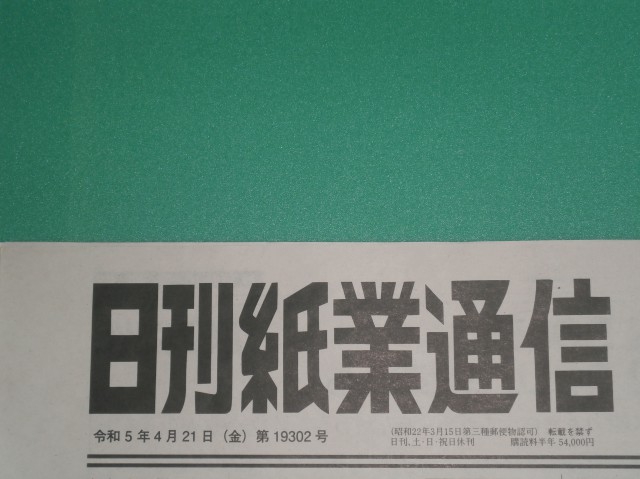 日刊紙業通信
令和5年4月21日（金）第19302号
（昭和22年3月15日第三種郵便物認可） 転載を禁ず
日刊、土・日・祝日休刊 購読料半年54,000円